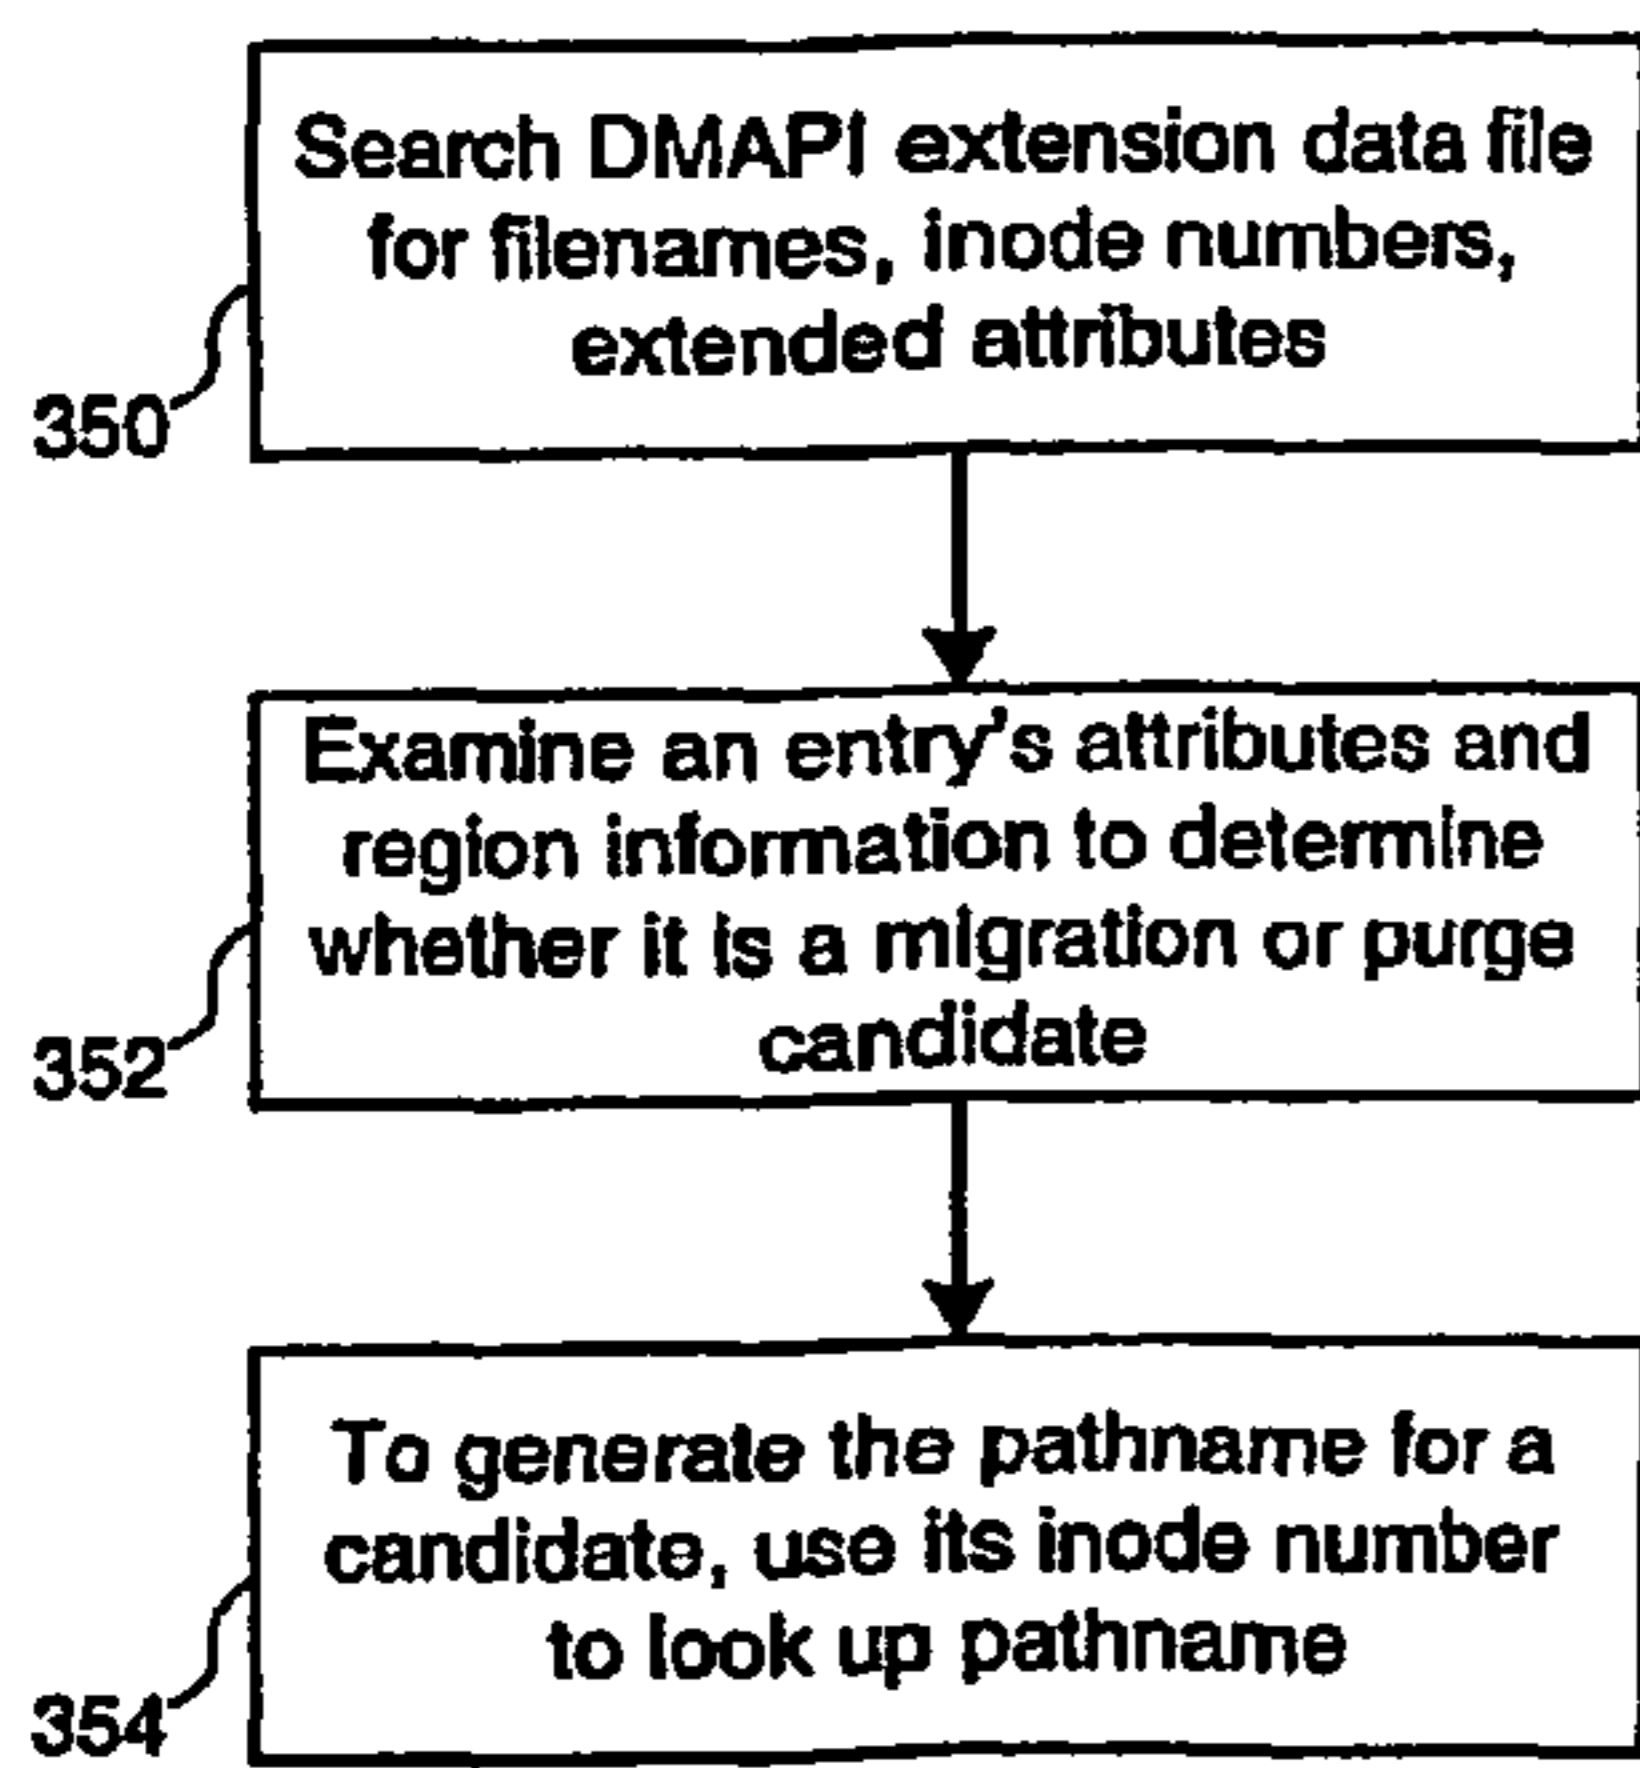 Search DMAPI extension data file
for filenames, inode numbers,
extended attributes
350
Examine an entry's attributes and
region information to determine
whether it is a migration or purge
candidate
352
To generate the pathname for a
candidate, use its inode number
to look up pathname
354